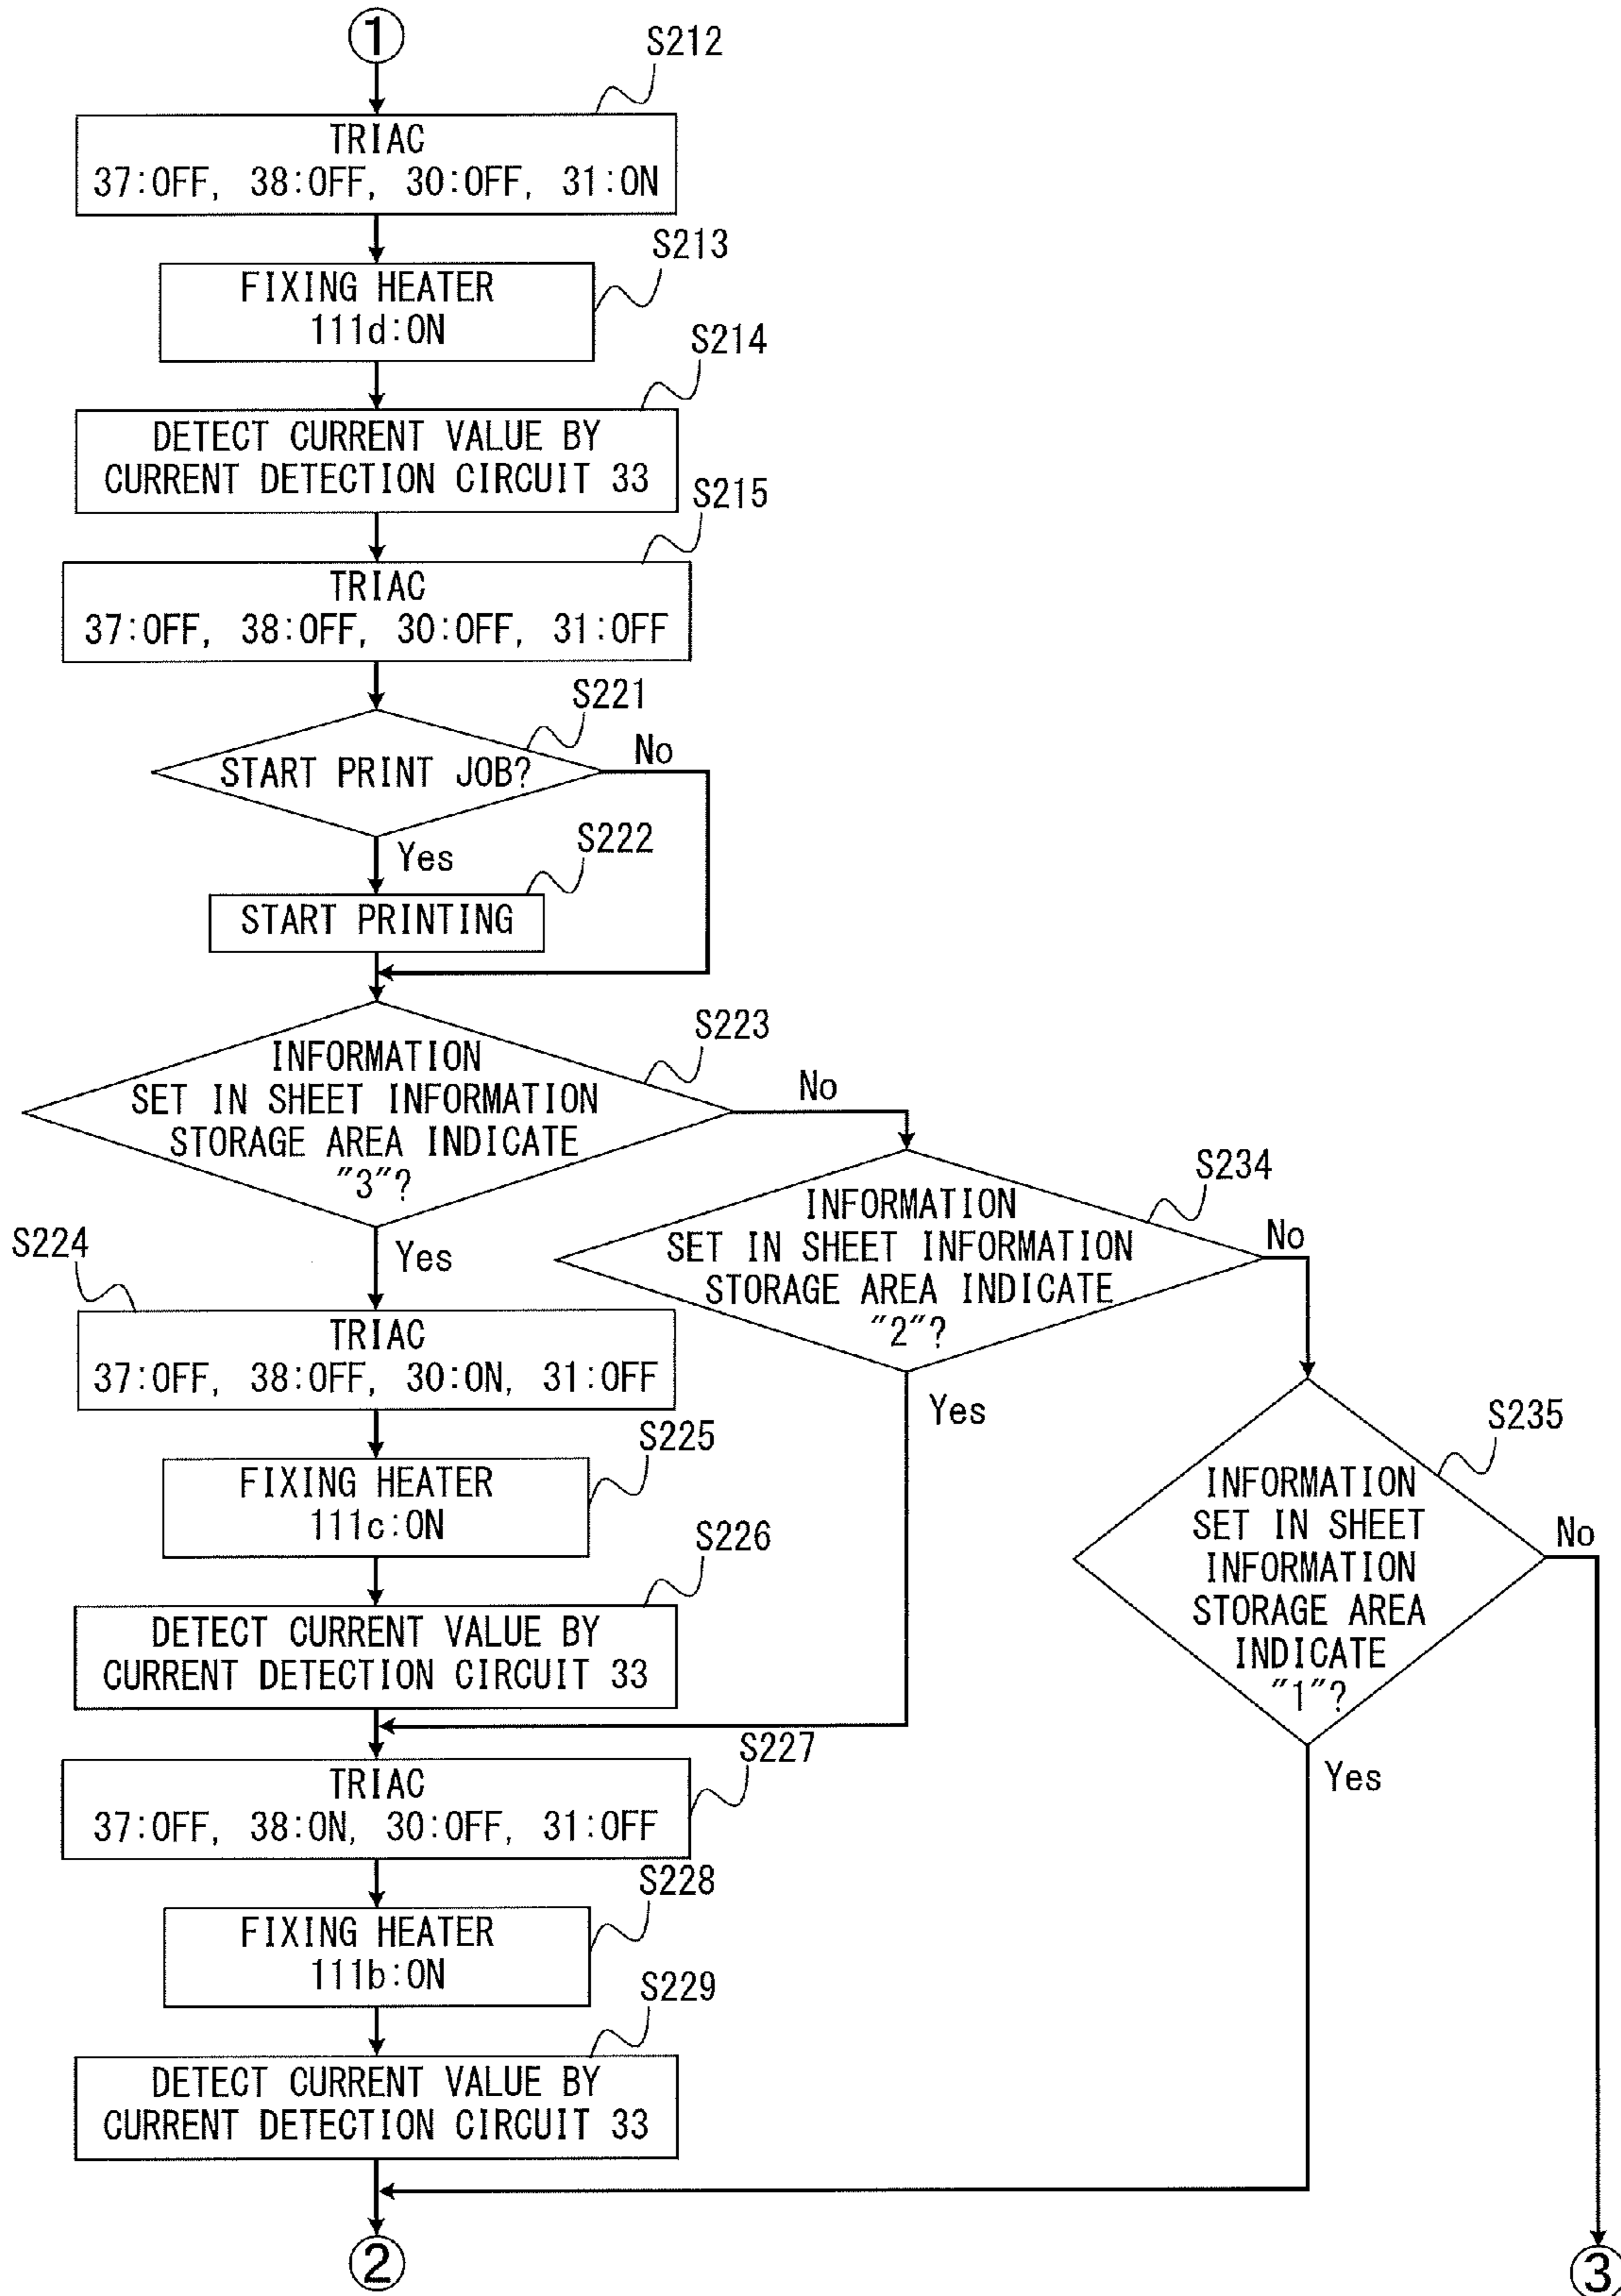 ①
S212
TRIAC
37:OFF, 38:OFF, 30:OFF, 31:ON
S213
FIXING HEATER
111d:ON
S214
DETECT CURRENT VALUE BY
CURRENT DETECTION CIRCUIT 33
S215
TRIAC
37:OFF, 38:OFF, 30:OFF, 31:OFF
S221
START PRINT JOB?
No
Yes
S222
START PRINTING
S223
INFORMATION
SET IN SHEET INFORMATION
STORAGE AREA INDICATE
"3"?
No
Yes
S234
INFORMATION
SET IN SHEET INFORMATION
STORAGE AREA INDICATE
"2"?
No
Yes
S224
TRIAC
37:OFF, 38:OFF, 30:ON, 31:OFF
S235
INFORMATION
SET IN SHEET
INFORMATION
STORAGE AREA
INDICATE
"1"?
No
Yes
S225
FIXING HEATER
111c:ON
S226
DETECT CURRENT VALUE BY
CURRENT DETECTION CIRCUIT 33
S227
TRIAC
37:OFF, 38:ON, 30:OFF, 31:OFF
S228
FIXING HEATER
111b:ON
S229
DETECT CURRENT VALUE BY
CURRENT DETECTION CIRCUIT 33
②
③